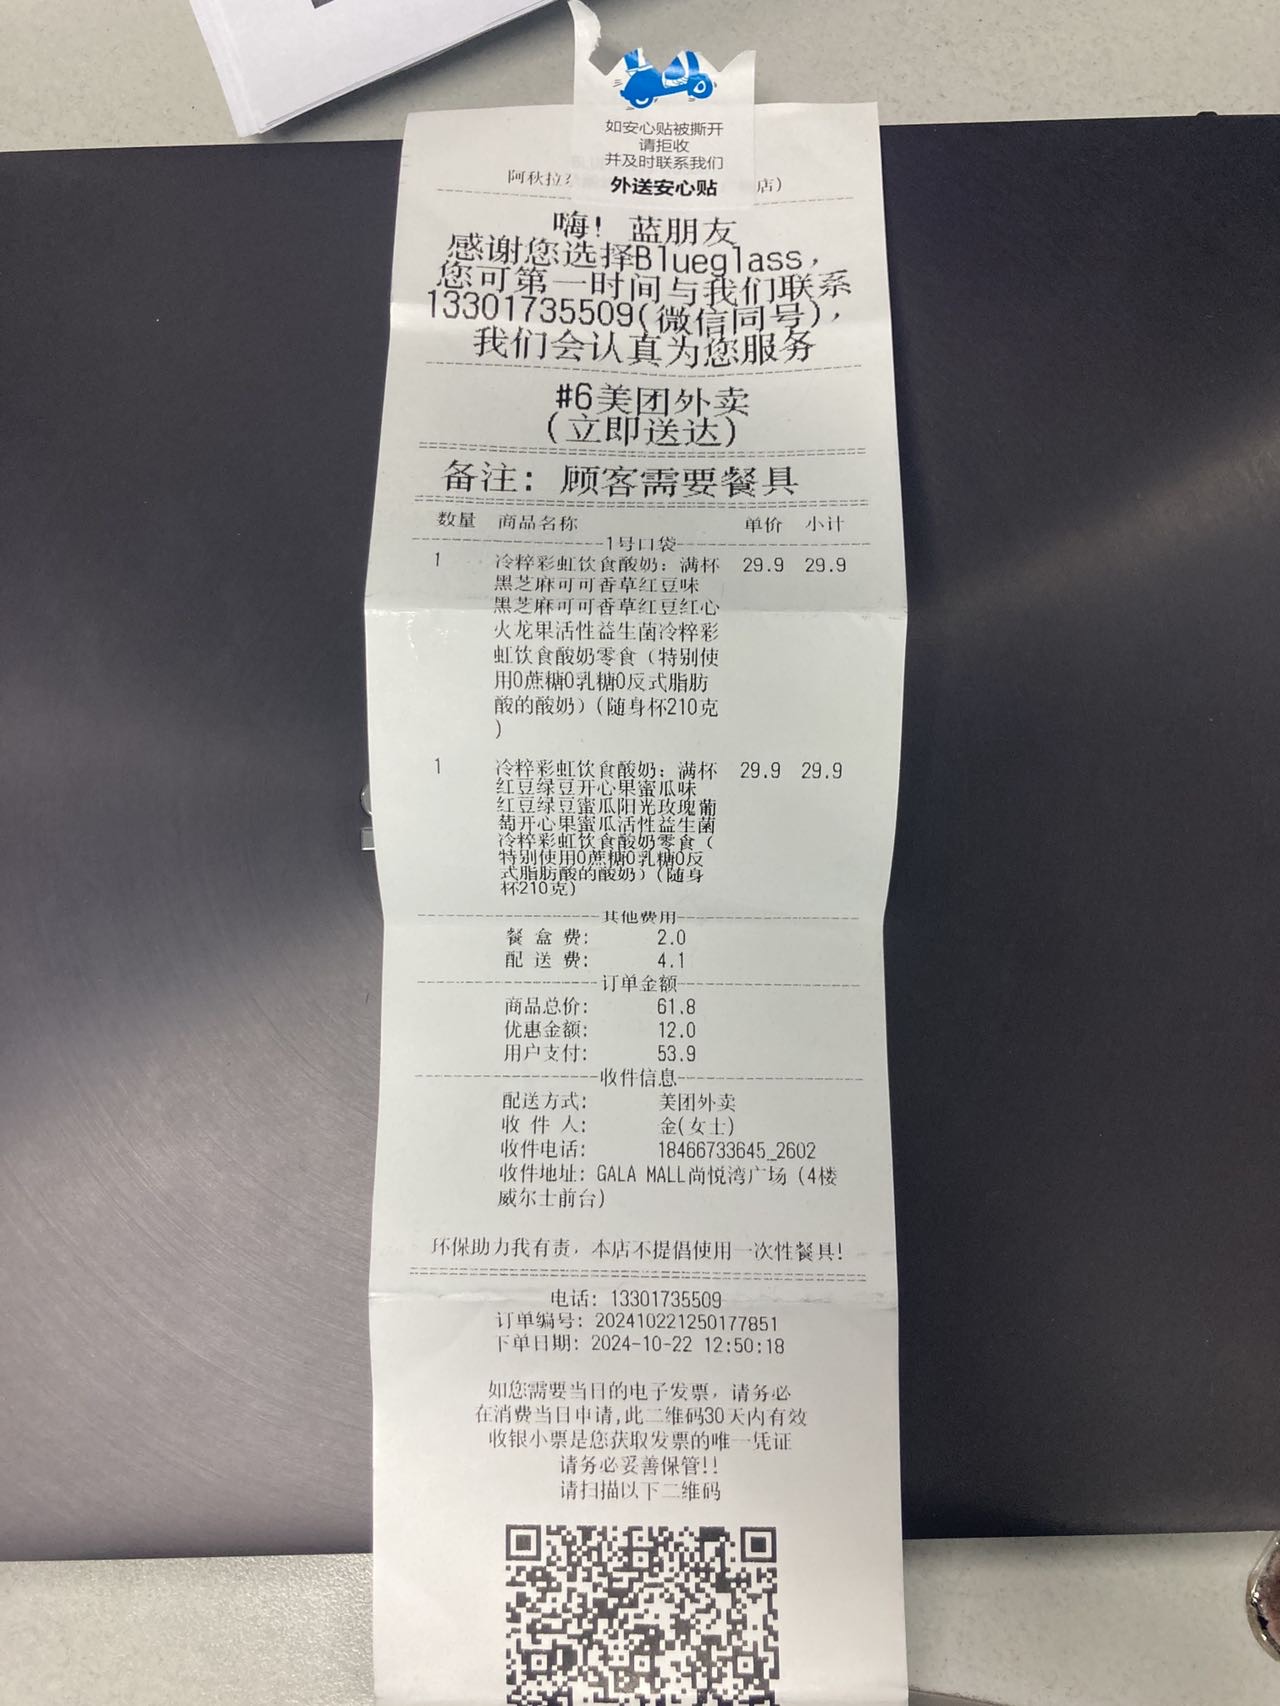 如安心贴被撕开
请拒收
并及时联系我们
外送安心贴
阿秋拉 店)
嗨! 蓝朋友
感谢您选择Blueglass,
您可第一时间与我们联系
13301735509(微信同号),
我们会认真为您服务
#6美团外卖
(立即送达)
备注: 顾客需要餐具
数量 商品名称 单价 小计
1号口袋
1 冷粹彩虹饮食酸奶: 满杯 29.9 29.9
黑芝麻可可香草红豆味
黑芝麻可可香草红豆红心
火龙果活性益生菌冷粹彩
虹饮食酸奶零食 (特别使
用0蔗糖0乳糖0反式脂肪
酸的酸奶) (随身杯210克
)
1 冷粹彩虹饮食酸奶: 满杯 29.9 29.9
红豆绿豆开心果蜜瓜味
红豆绿豆蜜瓜阳光玫瑰葡
萄开心果蜜瓜活性益生菌
冷粹彩虹饮食酸奶零食 (
特别使用0蔗糖0乳糖0反
式脂肪酸的酸奶) (随身
杯210克)
其他费用
餐 盒 费: 2.0
配 送 费: 4.1
订单金额
商品总价: 61.8
优惠金额: 12.0
用户支付: 53.9
收件信息
配送方式: 美团外卖
收 件 人: 金(女士)
收件电话: 18466733645_2602
收件地址: GALA MALL尚悦湾广场 (4楼
威尔士前台)
环保助力我有责, 本店不提倡使用一次性餐具!
电话: 13301735509
订单编号: 202410221250177851
下单日期: 2024-10-22 12:50:18
如您需要当日的电子发票, 请务必
在消费当日申请,此二维码30天内有效
收银小票是您获取发票的唯一凭证
请务必妥善保管!!
请扫描以下二维码